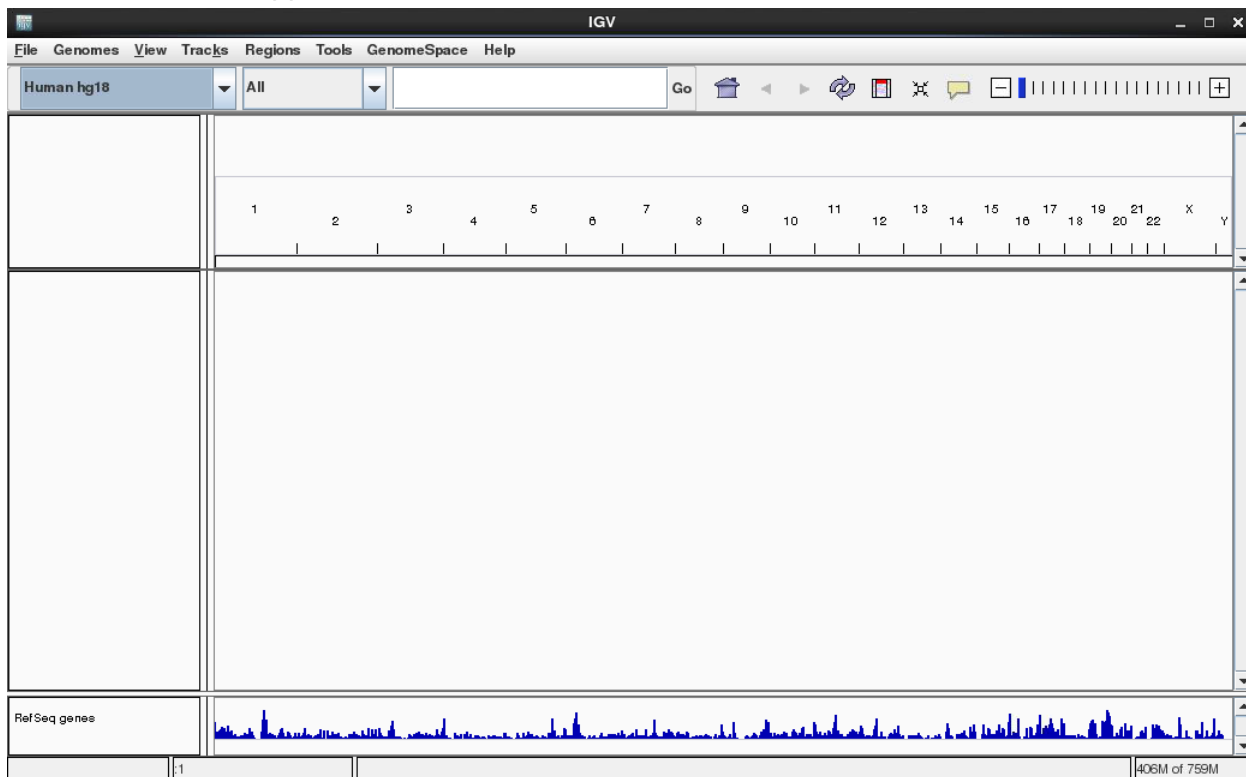 IGV
File Genomes View Tracks Regions Tools GenomeSpace Help
Human hg18 All Go
1 2 3 4 5 6 7 8 9 10 11 12 13 14 15 16 17 18 19 20 21 22 X Y
RefSeq genes
:1 406M of 759M